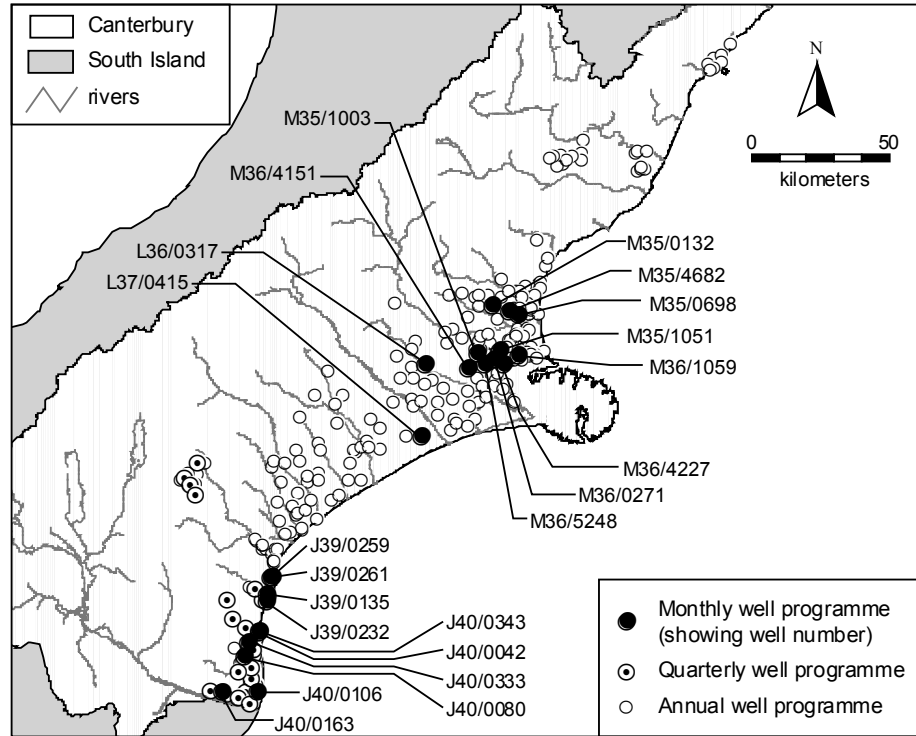 Canterbury
South Island
rivers
N
0 50
kilometers
M35/1003
M36/4151
L36/0317
L37/0415
M35/0132
M35/4682
M35/0698
M35/1051
M36/1059
M36/4227
M36/0271
M36/5248
J39/0259
J39/0261
J39/0135
J39/0232
J40/0343
J40/0042
J40/0333
J40/0080
J40/0106
J40/0163
Monthly well programme
(showing well number)
Quarterly well programme
Annual well programme